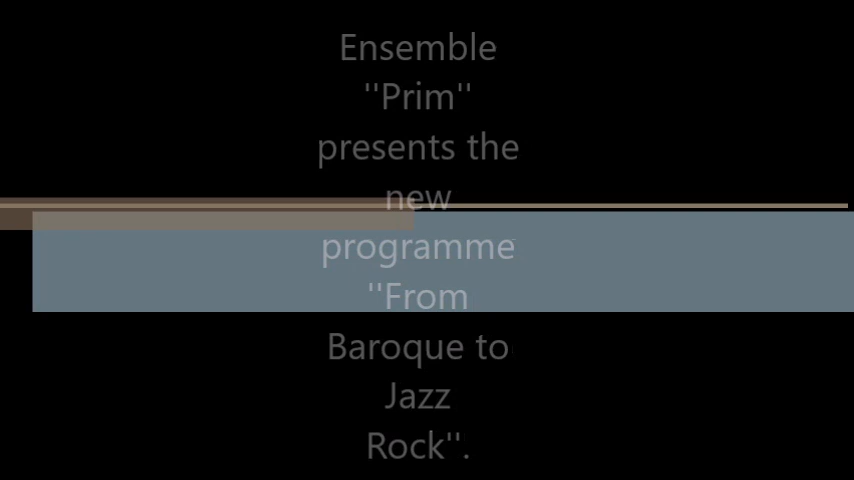 Ensemble
''Prim''
presents the
new
programme
''From
Baroque to
Jazz
Rock''.